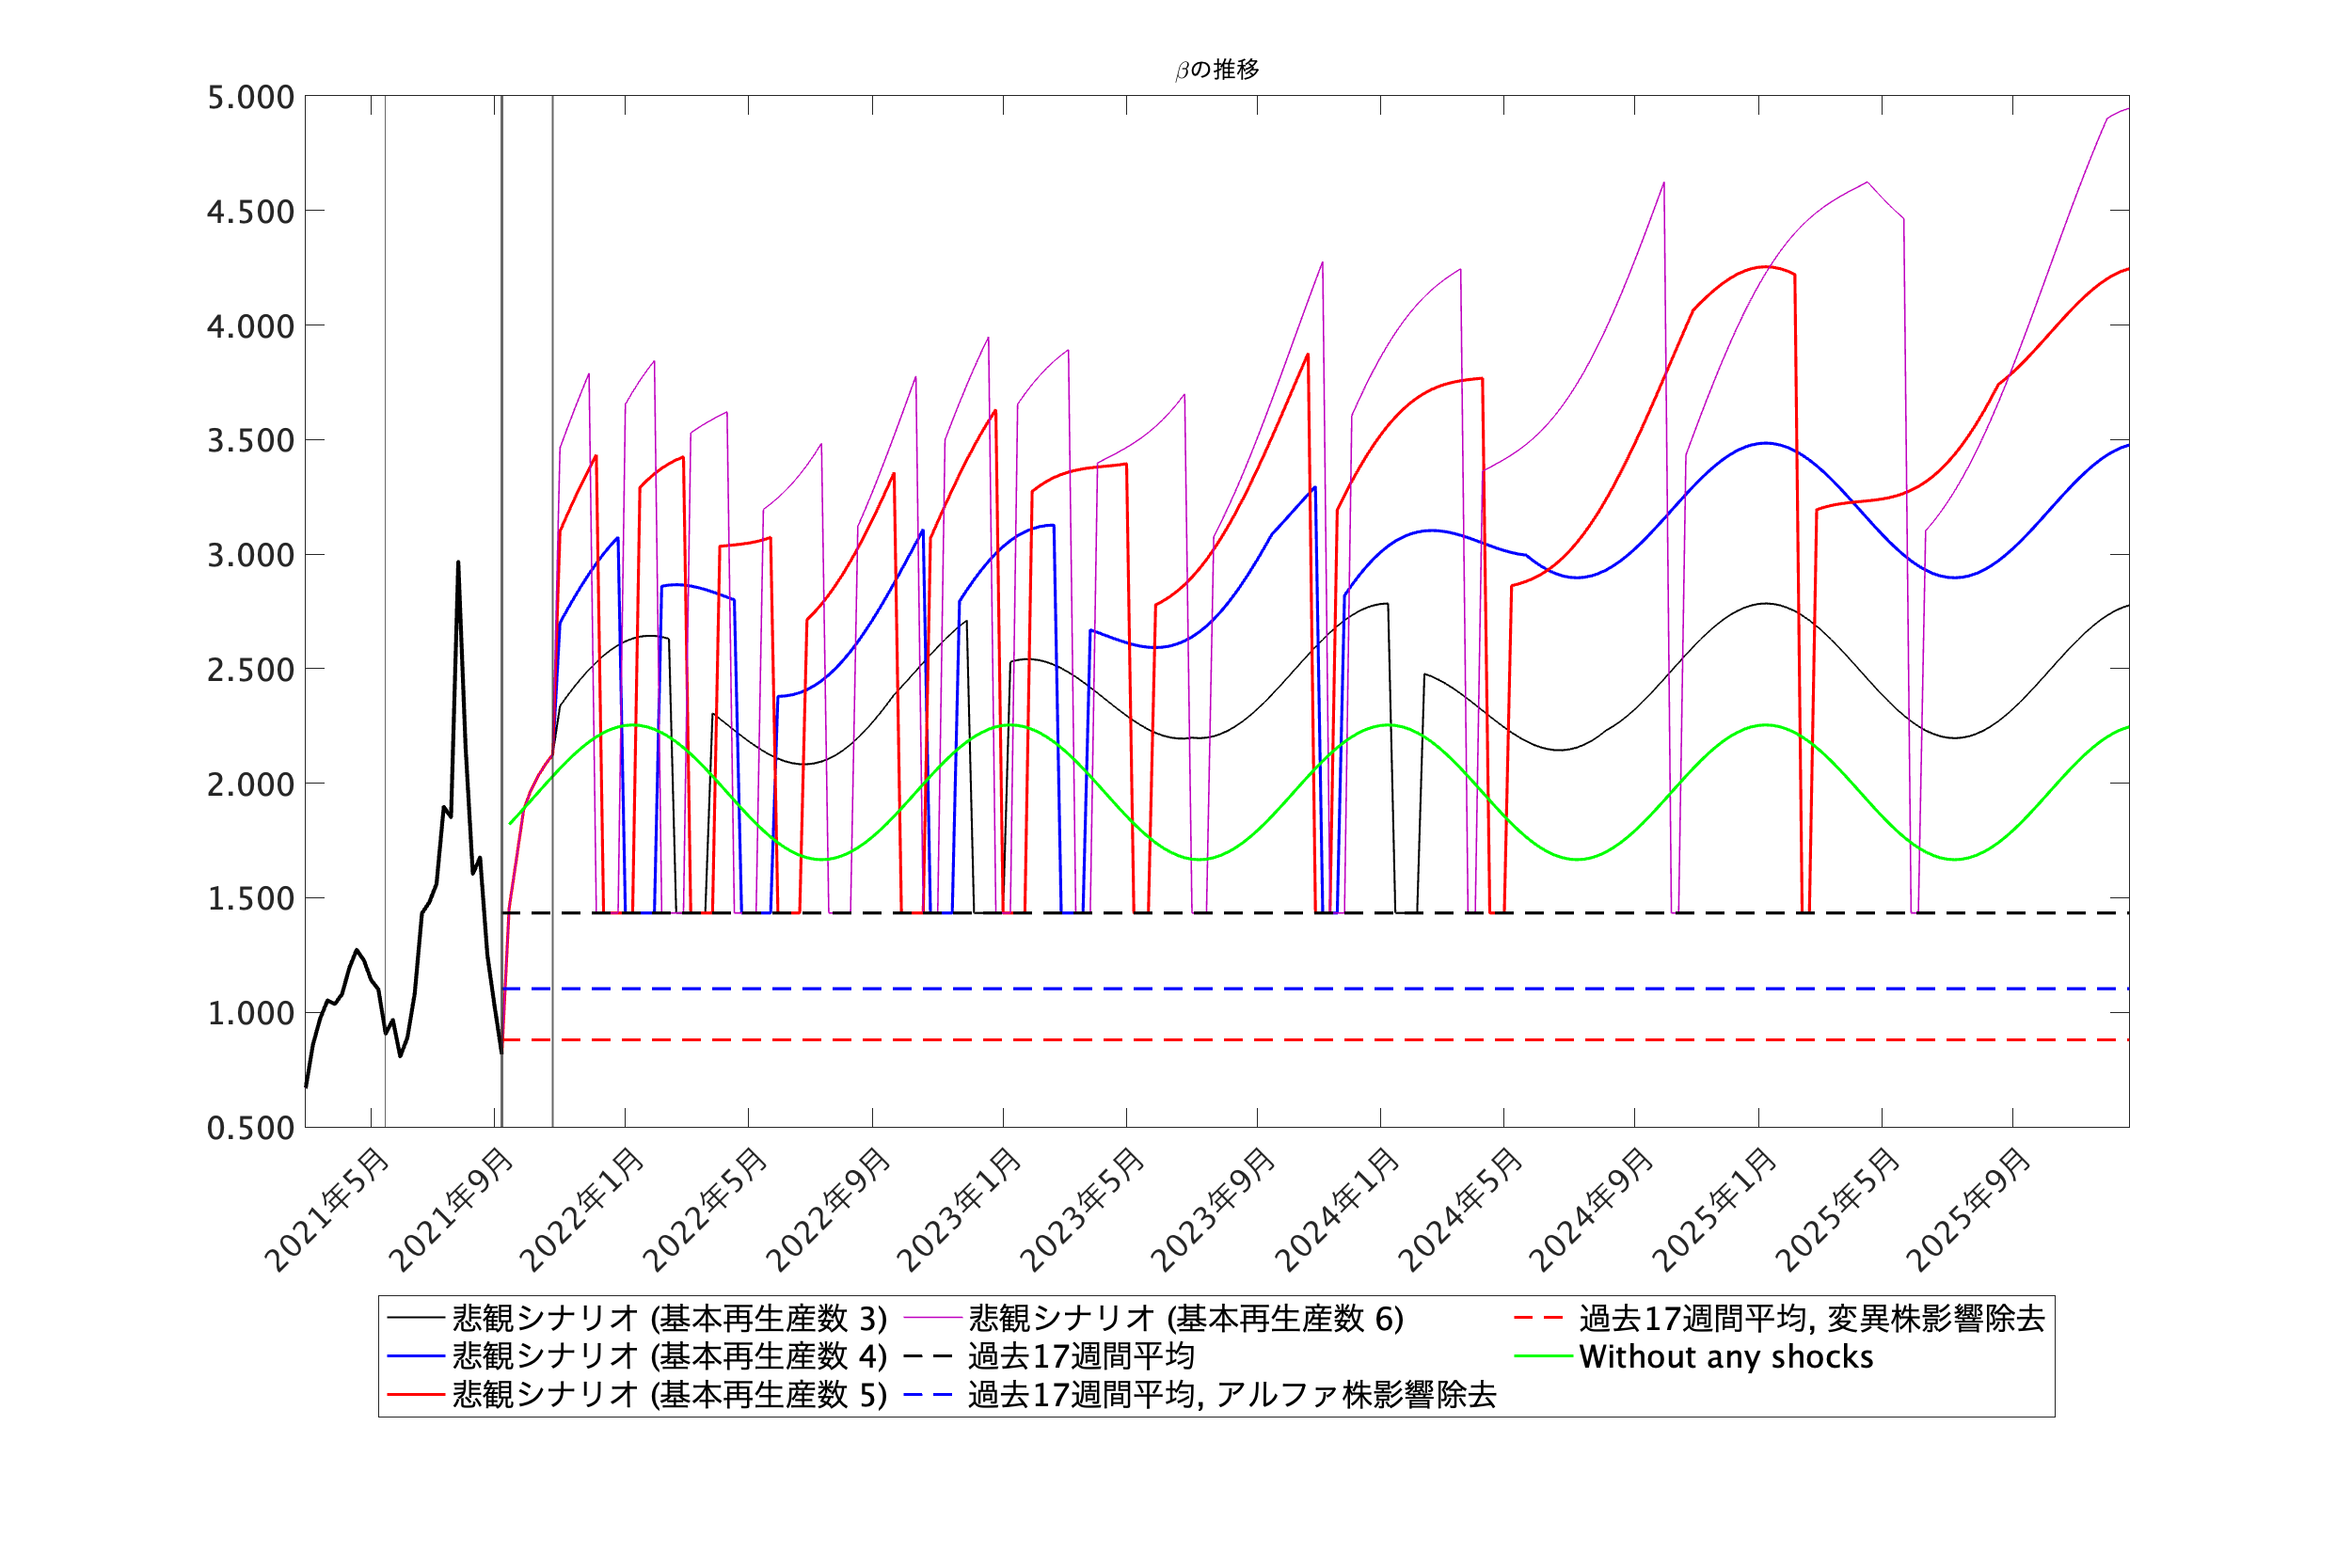 βの推移
5.000
4.500
4.000
3.500
3.000
2.500
2.000
1.500
1.000
0.500
2021年5月
2021年9月
2022年1月
2022年5月
2022年9月
2023年1月
2023年5月
2023年9月
2024年1月
2024年5月
2024年9月
2025年1月
2025年5月
2025年9月
悲観シナリオ (基本再生産数 3)
悲観シナリオ (基本再生産数 4)
悲観シナリオ (基本再生産数 5)
悲観シナリオ (基本再生産数 6)
過去17週間平均
過去17週間平均, アルファ株影響除去
過去17週間平均, 変異株影響除去
Without any shocks